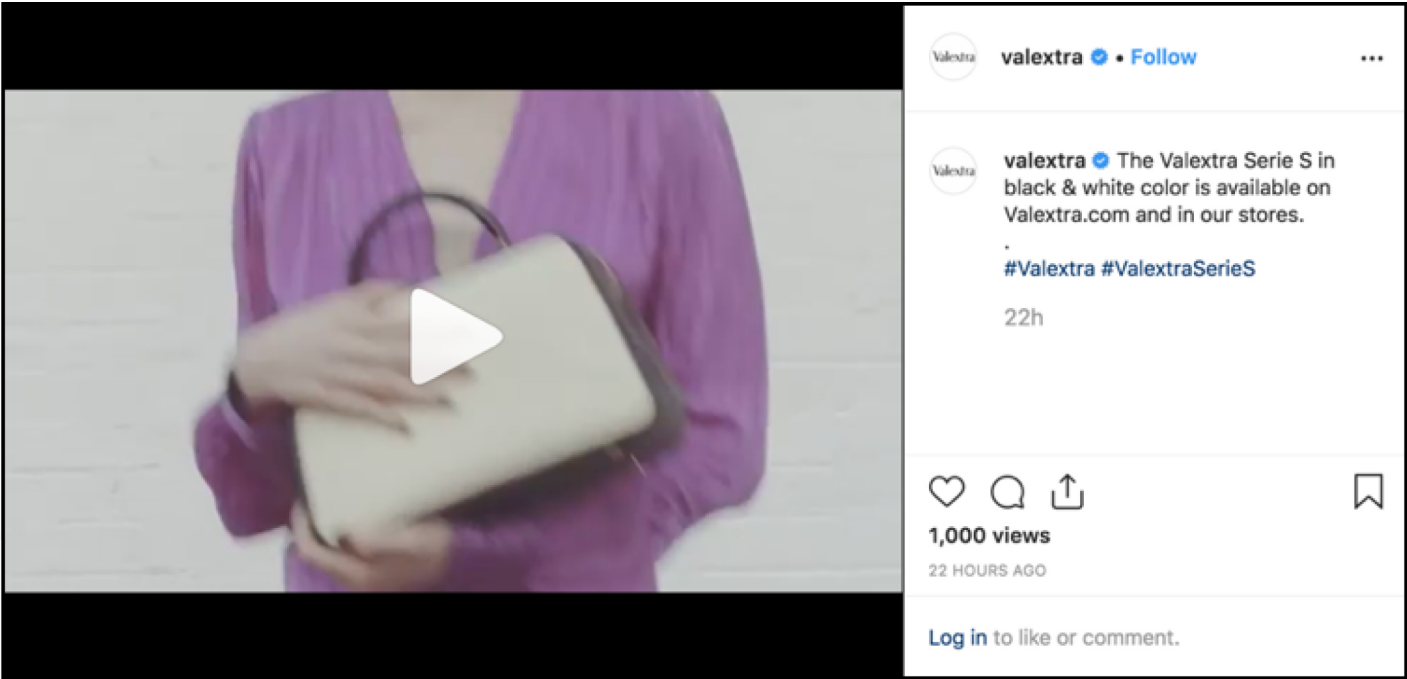 Valextra
valextra • Follow
Valextra
valextra The Valextra Serie S in
black & white color is available on
Valextra.com and in our stores.
.
#Valextra #ValextraSerieS
22h
1,000 views
22 HOURS AGO
Log in to like or comment.